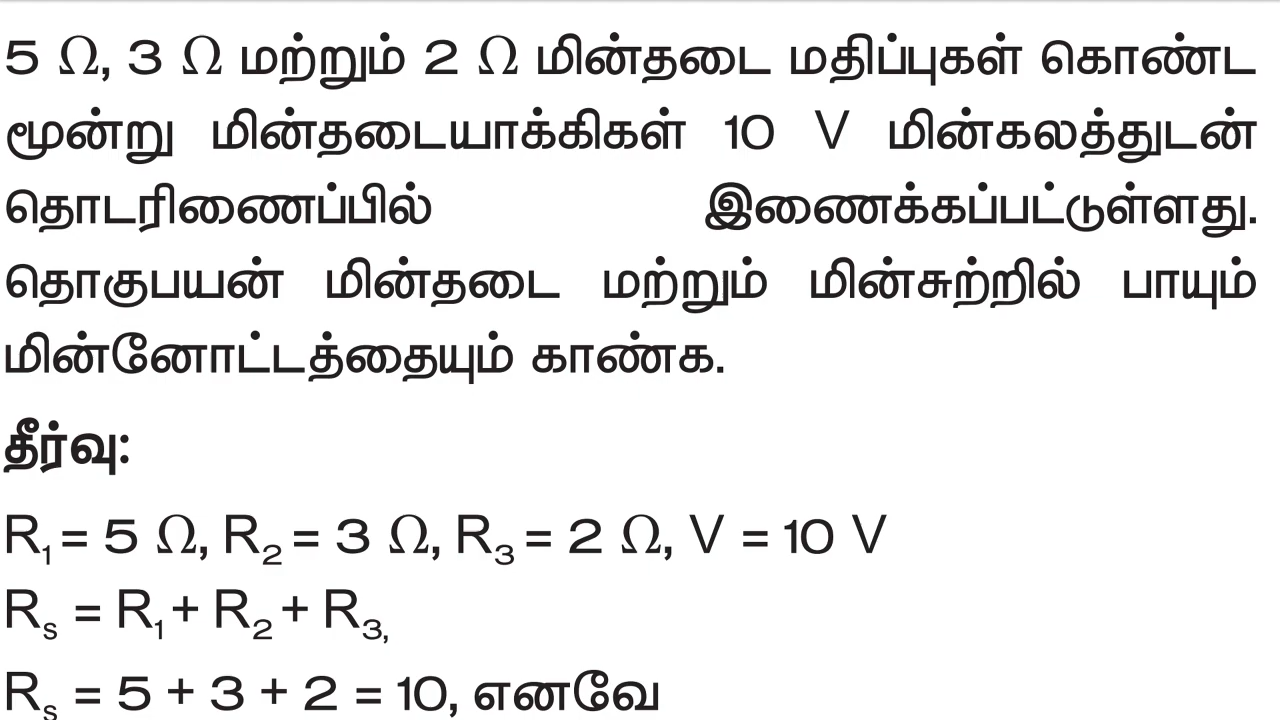 5 Ω, 3 Ω மற்றும் 2 Ω மின்தடை மதிப்புகள் கொண்ட
மூன்று மின்தடையாக்கிகள் 10 V மின்கலத்துடன்
தொடரிணைப்பில் இணைக்கப்பட்டுள்ளது.
தொகுபயன் மின்தடை மற்றும் மின்சுற்றில் பாயும்
மின்னோட்டத்தையும் காண்க.
தீர்வு:
R₁ = 5 Ω, R₂ = 3 Ω, R₃ = 2 Ω, V = 10 V
Rₛ = R₁ + R₂ + R₃,
Rₛ = 5 + 3 + 2 = 10, எனவே